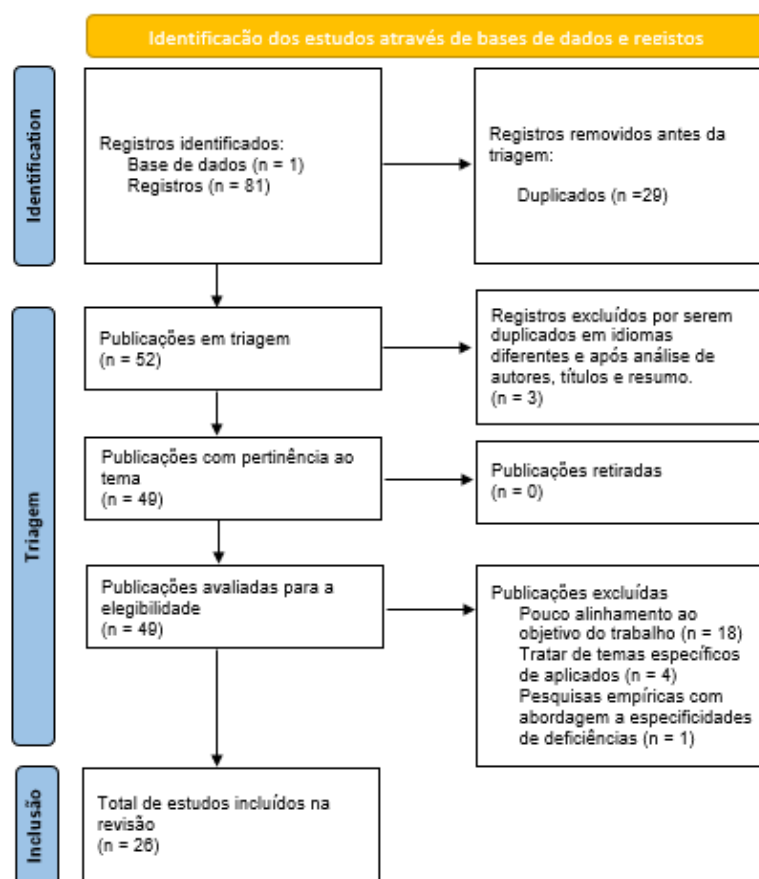 Identificação dos estudos através de bases de dados e registos
Identification
Registros identificados:
Base de dados (n = 1)
Registros (n = 81)
Registros removidos antes da
triagem:
Duplicados (n =29)
Triagem
Publicações em triagem
(n = 52)
Registros excluídos por serem
duplicados em idiomas
diferentes e após análise de
autores, títulos e resumo.
(n = 3)
Publicações com pertinência ao
tema
(n = 49)
Publicações retiradas
(n = 0)
Publicações avaliadas para a
elegibilidade
(n = 49)
Publicações excluídas
Pouco alinhamento ao
objetivo do trabalho (n = 18)
Tratar de temas específicos
de aplicados (n = 4)
Pesquisas empíricas com
abordagem a especificidades
de deficiências (n = 1)
Inclusão
Total de estudos incluídos na
revisão
(n = 26)